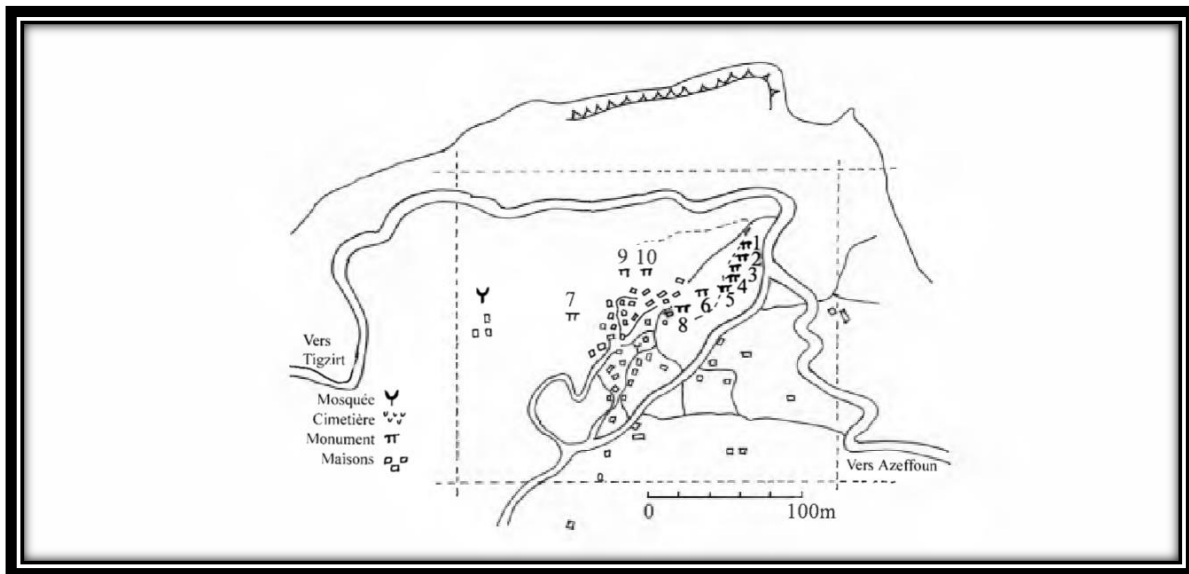 1
2
3
4
5
6
8
9 10
7
Vers
Tigzirt
Mosquée
Cimetière
Monument
Maisons
Vers Azeffoun
0 100m